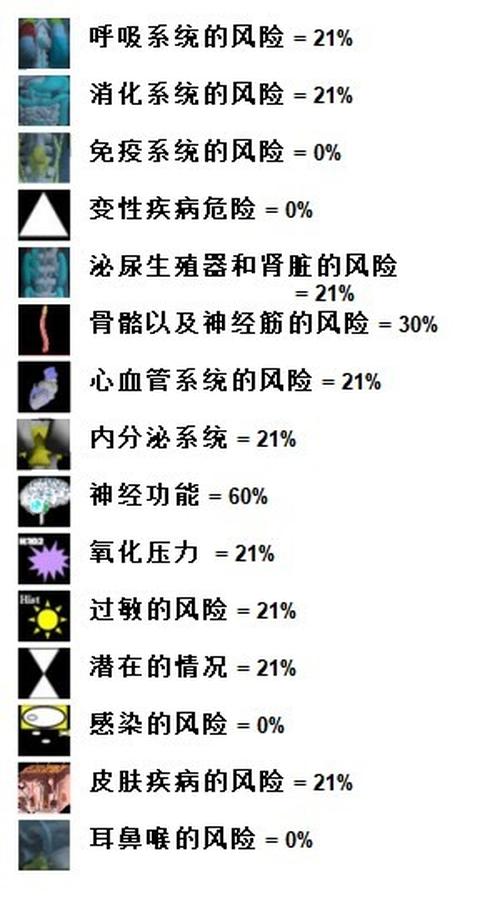 呼吸系统的风险 = 21%
消化系统的风险 = 21%
免疫系统的风险 = 0%
变性疾病危险 = 0%
泌尿生殖器和肾脏的风险
= 21%
骨骼以及神经筋的风险 = 30%
心血管系统的风险 = 21%
内分泌系统 = 21%
神经功能 = 60%
氧化压力 = 21%
Hist
过敏的风险 = 21%
潜在的情况 = 21%
感染的风险 = 0%
皮肤疾病的风险 = 21%
耳鼻喉的风险 = 0%